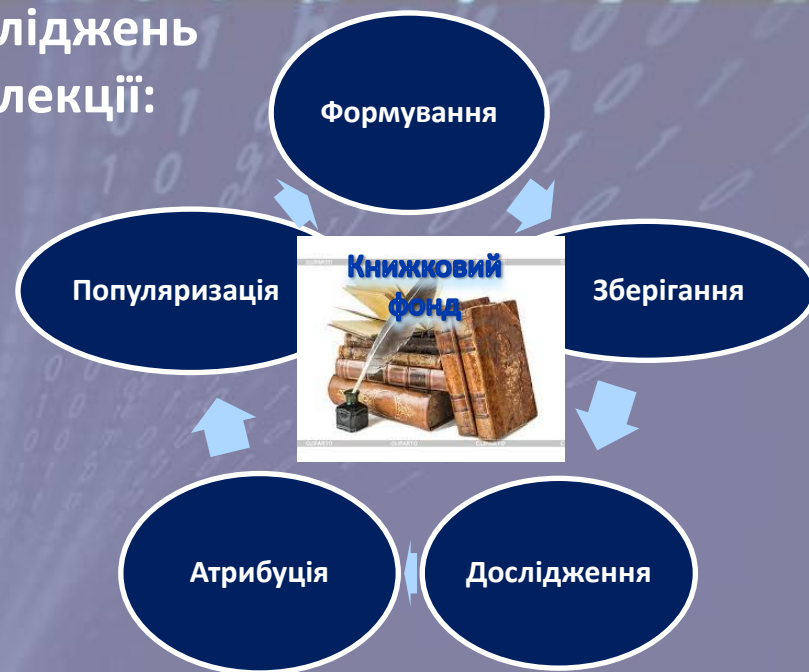 ліджень
лекції:
Формування
Популяризація
Книжковий
фонд
Зберігання
Атрибуція
Дослідження